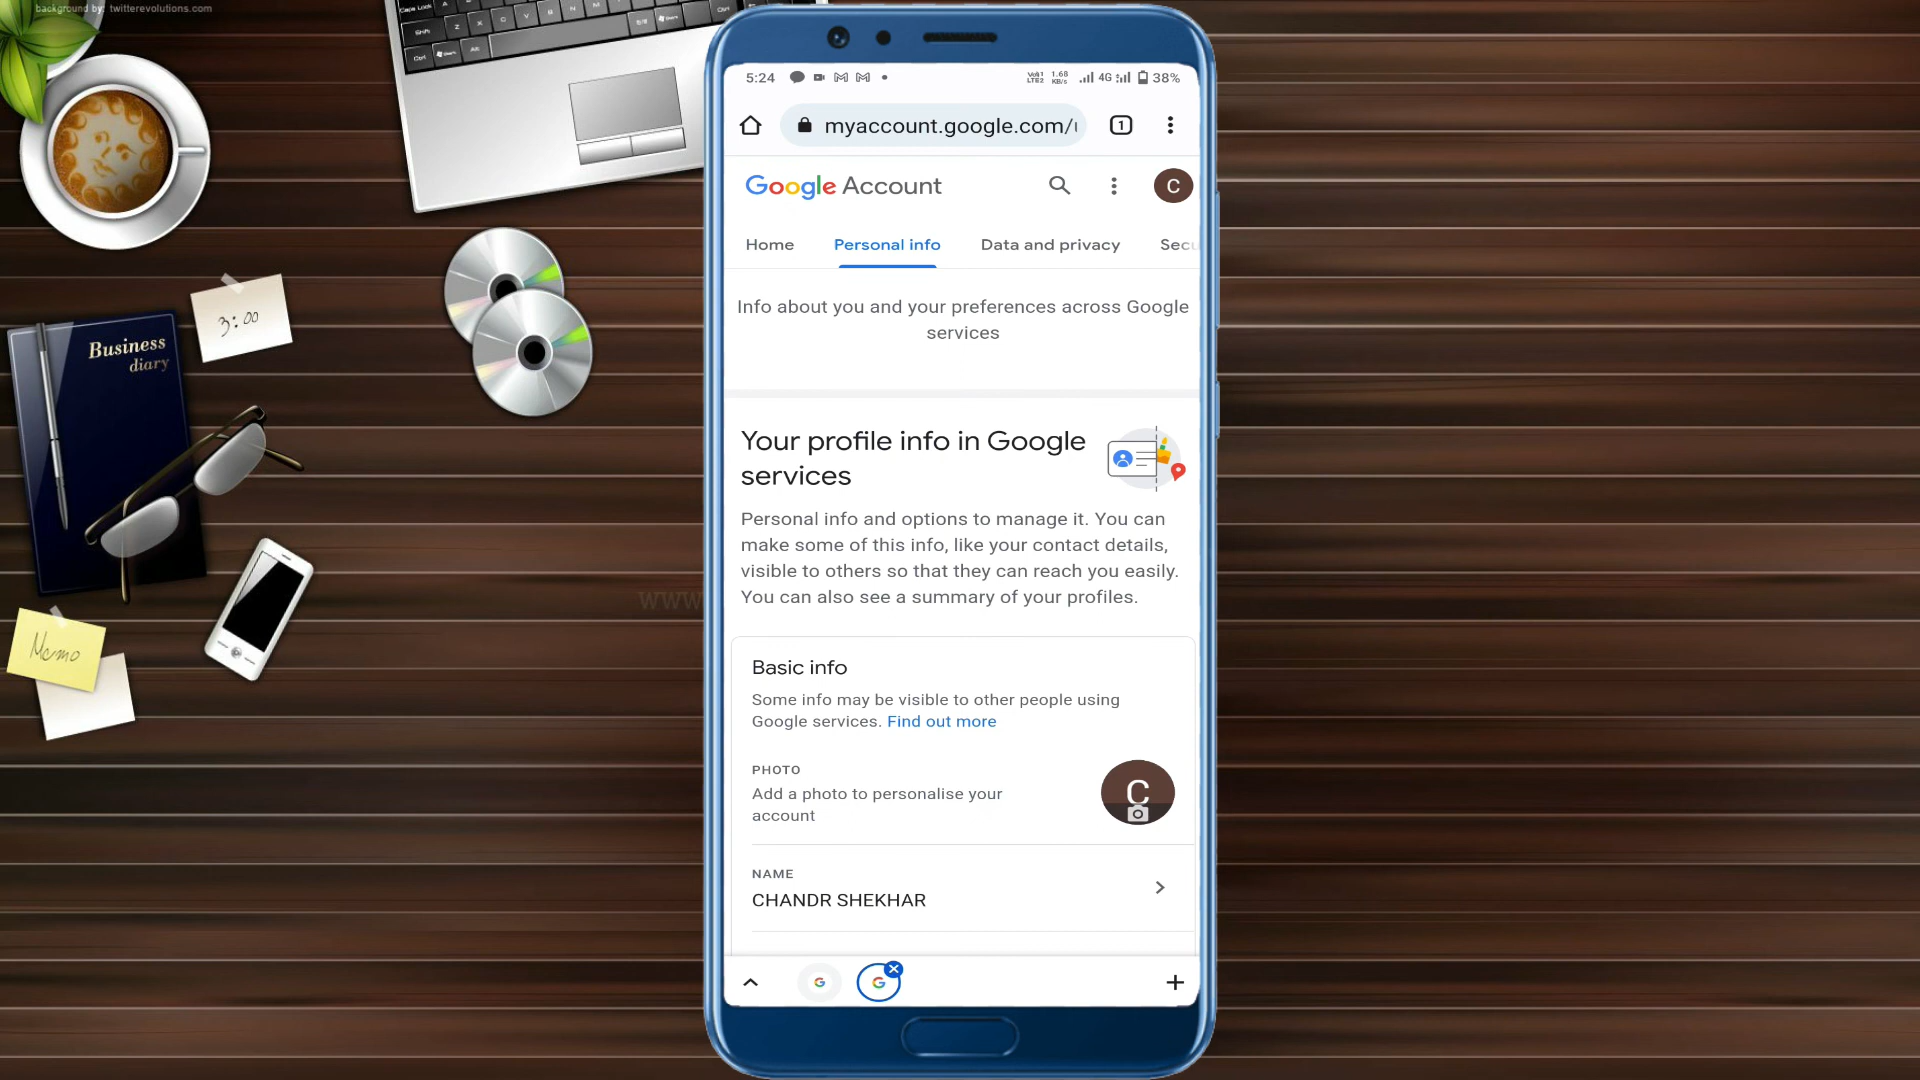 background by: twitterevolutions.com
3:00
Business
diary
Memo
www
5:24
38%
myaccount.google.com/
1
Google Account
C
Home Personal info Data and privacy Secu
Info about you and your preferences across Google
services
Your profile info in Google
services
Personal info and options to manage it. You can
make some of this info, like your contact details,
visible to others so that they can reach you easily.
You can also see a summary of your profiles.
Basic info
Some info may be visible to other people using
Google services. Find out more
PHOTO
Add a photo to personalise your
account
C
NAME
CHANDR SHEKHAR